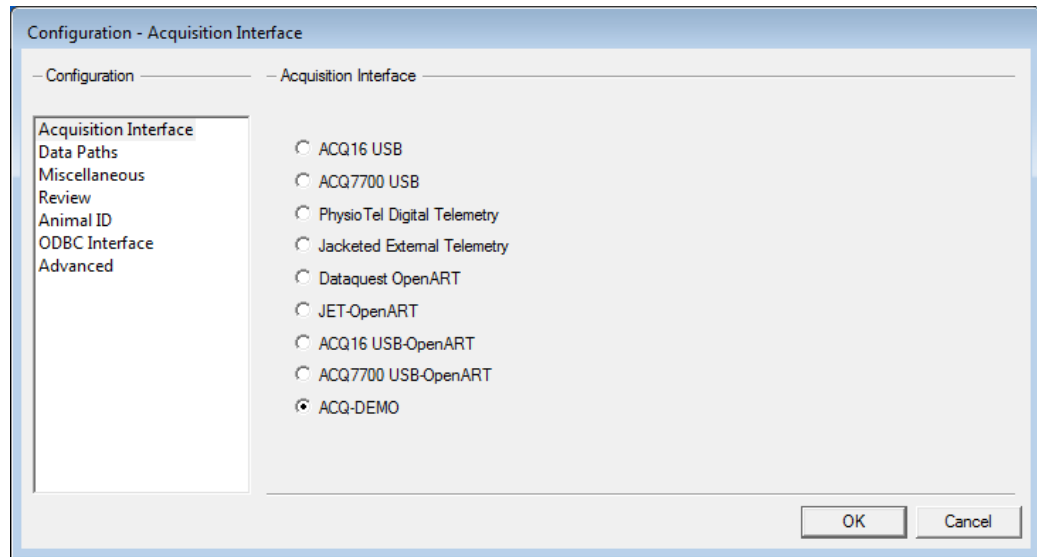 Configuration - Acquisition Interface
Configuration
Acquisition Interface
Data Paths
Miscellaneous
Review
Animal ID
ODBC Interface
Advanced
Acquisition Interface
ACQ16 USB
ACQ7700 USB
PhysioTel Digital Telemetry
Jacketed External Telemetry
Dataquest OpenART
JET-OpenART
ACQ16 USB-OpenART
ACQ7700 USB-OpenART
ACQ-DEMO
OK
Cancel